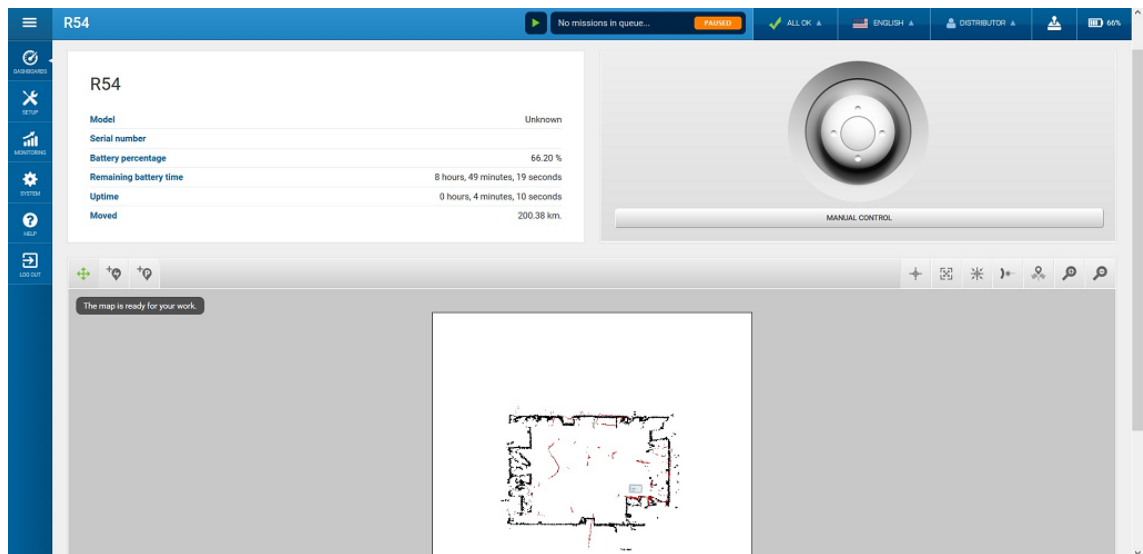 R54
No missions in queue...
PAUSED
ALL OK
ENGLISH
DISTRIBUTOR
66%
DASHBOARDS
SETUP
MONITORING
SYSTEM
HELP
LOG OUT
R54
Model Unknown
Serial number
Battery percentage 66.20 %
Remaining battery time 8 hours, 49 minutes, 19 seconds
Uptime 0 hours, 4 minutes, 10 seconds
Moved 200.38 km.
MANUAL CONTROL
The map is ready for your work.